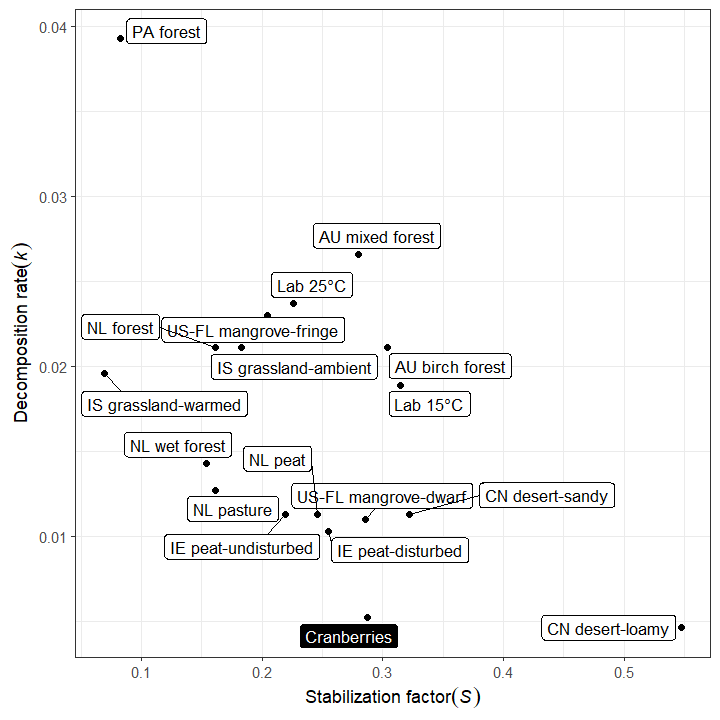 0.04
PA forest
0.03
AU mixed forest
Lab 25°C
NL forest
US-FL mangrove-fringe
IS grassland-ambient
AU birch forest
0.02
IS grassland-warmed
Lab 15°C
NL wet forest
NL peat
US-FL mangrove-dwarf
CN desert-sandy
NL pasture
0.01
IE peat-undisturbed
IE peat-disturbed
Cranberries
CN desert-loamy
0.1 0.2 0.3 0.4 0.5
Stabilization factor(S)
Decomposition rate(k)